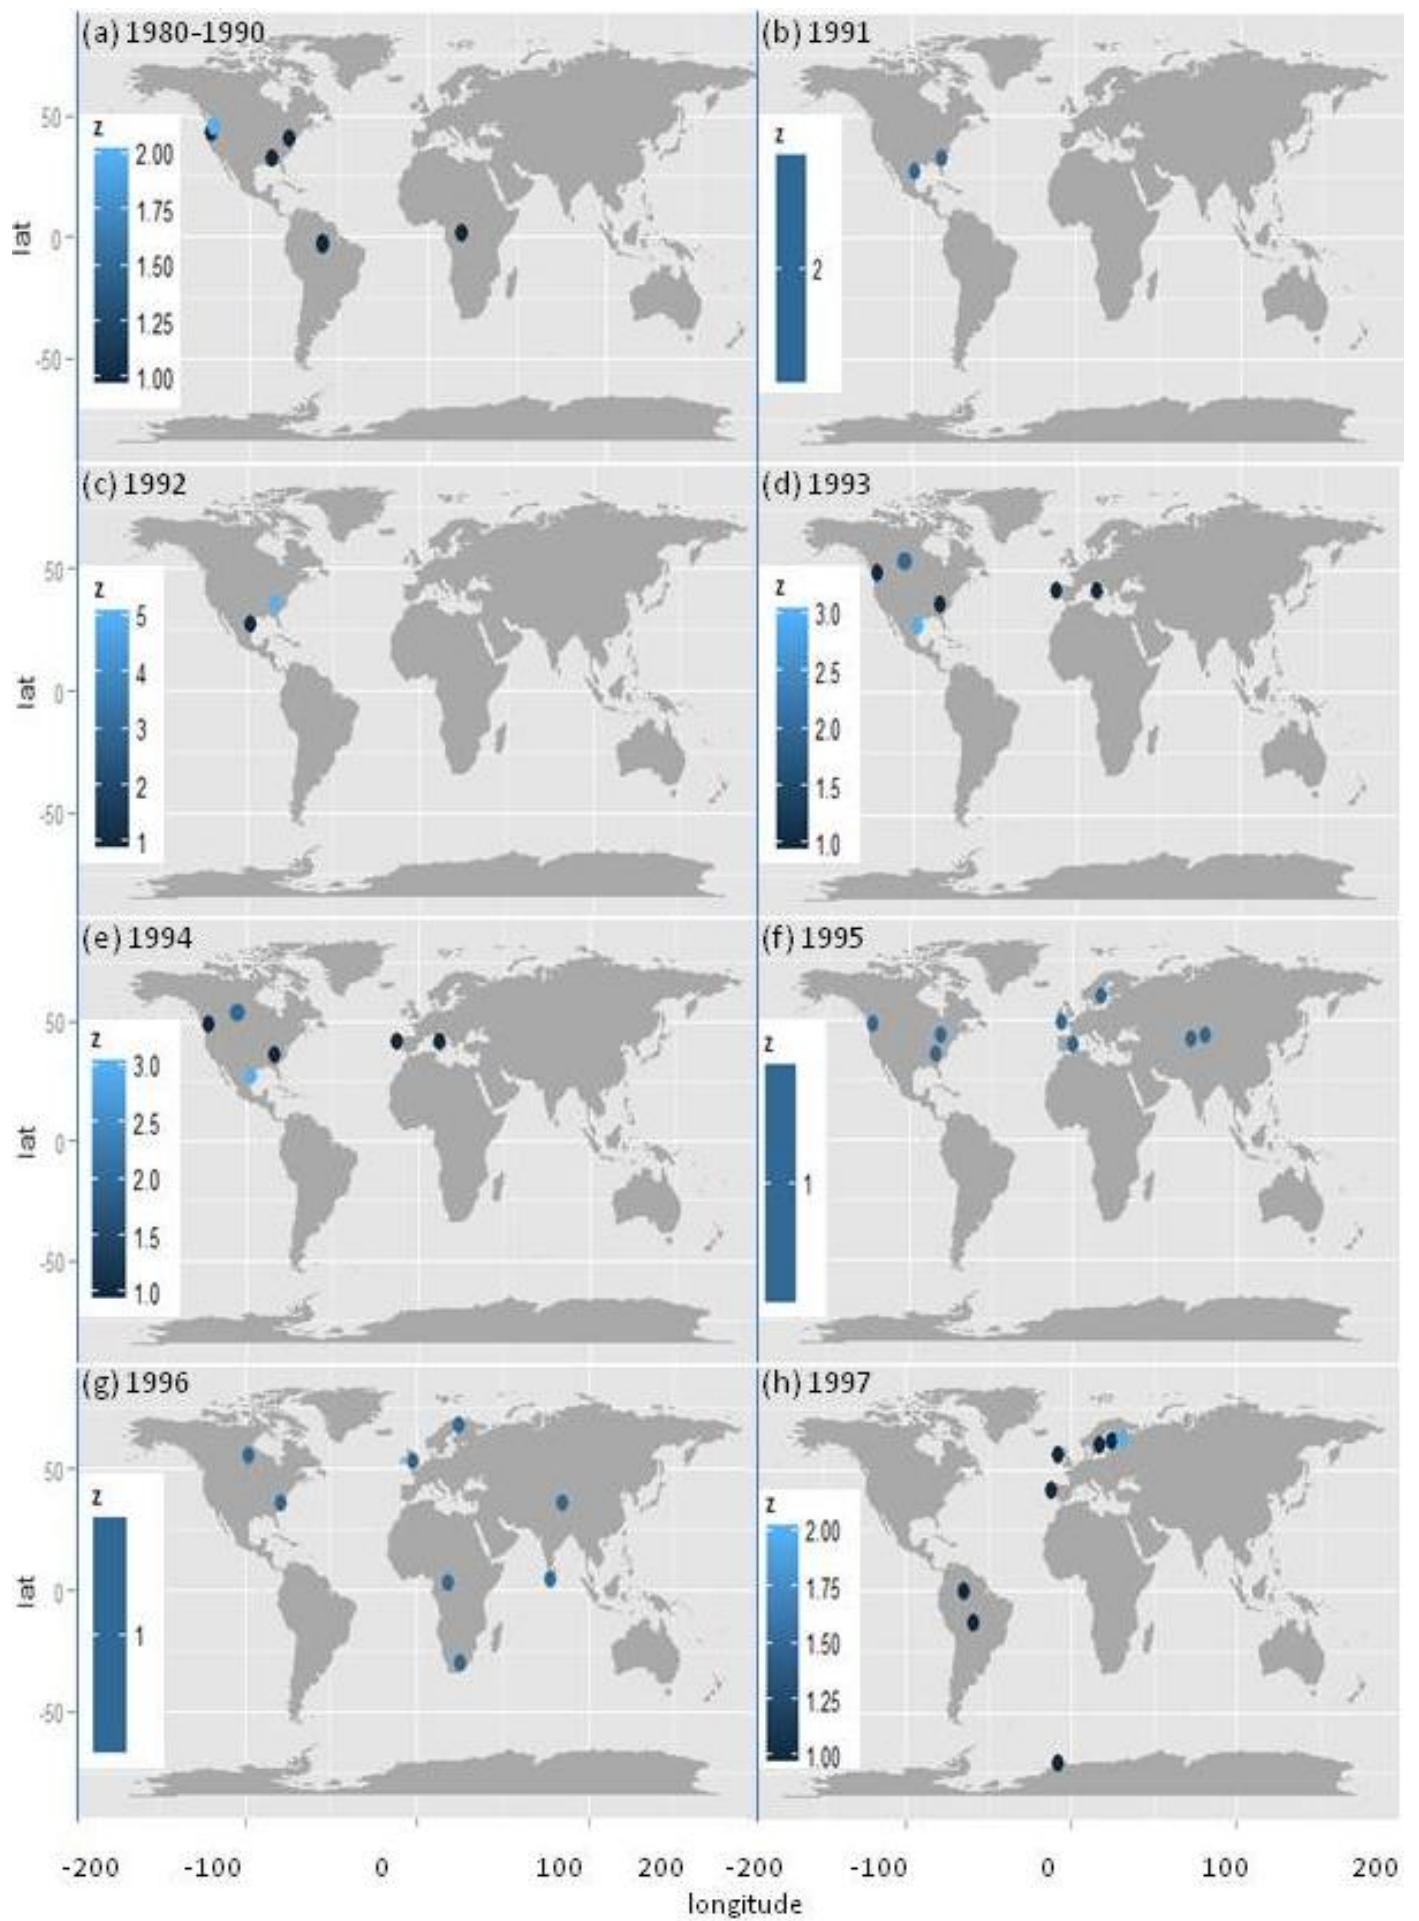 (a) 1980-1990
(b) 1991
lat
50
0
-50
z
2.00
1.75
1.50
1.25
1.00
z
2
(c) 1992
(d) 1993
lat
50
0
-50
z
5
4
3
2
1
z
3.0
2.5
2.0
1.5
1.0
(e) 1994
(f) 1995
lat
50
0
-50
z
3.0
2.5
2.0
1.5
1.0
z
1
(g) 1996
(h) 1997
lat
50
0
-50
z
1
z
2.00
1.75
1.50
1.25
1.00
-200 -100 0 100 200 -200 -100 0 100 200
longitude